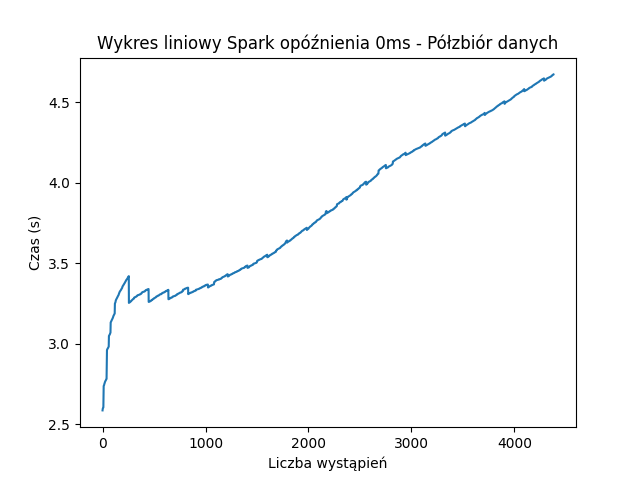 Wykres liniowy Spark opóźnienia 0ms - Półzbiór danych
4.5
4.0
Czas (s)
3.5
3.0
2.5
0 1000 2000 3000 4000
Liczba wystąpień